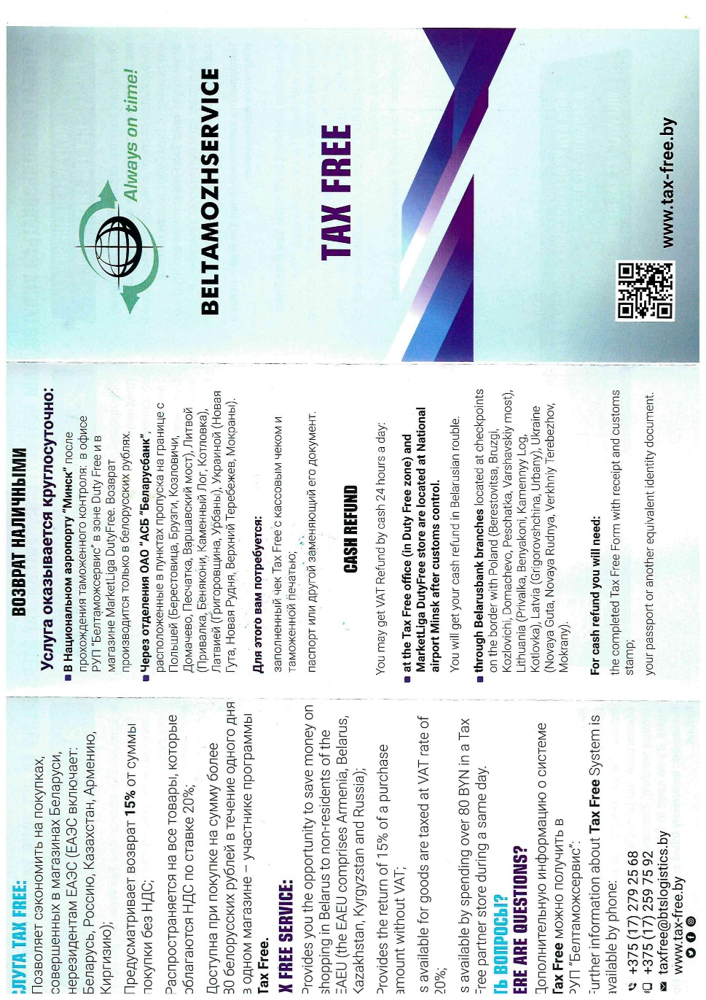 СЛУГА TAX FREE:
Позволяет сэкономить на покупках,
совершенных в магазинах Беларуси,
нерезидентам ЕАЭС (ЕАЭС включает:
Беларусь, Россию, Казахстан, Армению,
Киргизию);
Предусматривает возврат 15% от суммы
покупки без НДС;
Распространяется на все товары, которые
облагаются НДС по ставке 20%;
Доступна при покупке на сумму более
80 белорусских рублей в течение одного дня
в одном магазине – участнике программы
Tax Free.
X FREE SERVICE:
Provides you the opportunity to save money on
shopping in Belarus to non-residents of the
EAEU (the EAEU comprises Armenia, Belarus,
Kazakhstan, Kyrgyzstan and Russia);
Provides the return of 15% of a purchase
amount without VAT;
s available for goods are taxed at VAT rate of
20%;
s available by spending over 80 BYN in a Tax
Free partner store during a same day.
ТЬ ВОПРОСЫ?
ERE ARE QUESTIONS?
Дополнительную информацию о системе
Tax Free можно получить в
РУП "Белтаможсервис":
Further information about Tax Free System is
available by phone:
+375 (17) 279 25 68
+375 (17) 259 75 92
taxfree@btslogistics.by
www.tax-free.by
ВОЗВРАТ НАЛИЧНЫМИ
Услуга оказывается круглосуточно:
В Национальном аэропорту "Минск" после
прохождения таможенного контроля: в офисе
РУП "Белтаможсервис" в зоне Duty Free и в
магазине MarketLiga DutyFree. Возврат
производится только в белорусских рублях.
Через отделения ОАО "АСБ "Беларусбанк",
расположенные в пунктах пропуска на границе с
Польшей (Берестовица, Брузги, Козловичи,
Домачево, Песчатка, Варшавский мост), Литвой
(Привалка, Бенякони, Каменный Лог, Котловка),
Латвией (Григоровщина, Урбаны), Украиной (Новая
Гута, Новая Рудня, Верхний Теребежев, Мокраны).
Для этого вам потребуется:
заполненный чек Tax Free с кассовым чеком и
таможенной печатью;
паспорт или другой заменяющий его документ.
CASH REFUND
You may get VAT Refund by cash 24 hours a day:
at the Tax Free office (in Duty Free zone) and
MarketLiga DutyFree store are located at National
airport Minsk after customs control.
You will get your cash refund in Belarusian rouble.
through Belarusbank branches located at checkpoints
on the border with Poland (Berestovitsa, Bruzgi,
Kozlovichi, Domachevo, Peschatka, Varshavskiy most),
Lithuania (Privalka, Benyakoni, Kamennyy Log,
Kotlovka), Latvia (Grigorovshchina, Urbany), Ukraine
(Novaya Guta, Novaya Rudnya, Verkhniy Terebezhov,
Mokrany).
For cash refund you will need:
the completed Tax Free Form with receipt and customs
stamp;
your passport or another equivalent identity document.
Always on time!
BELTAMOZHSERVICE
TAX FREE
www.tax-free.by